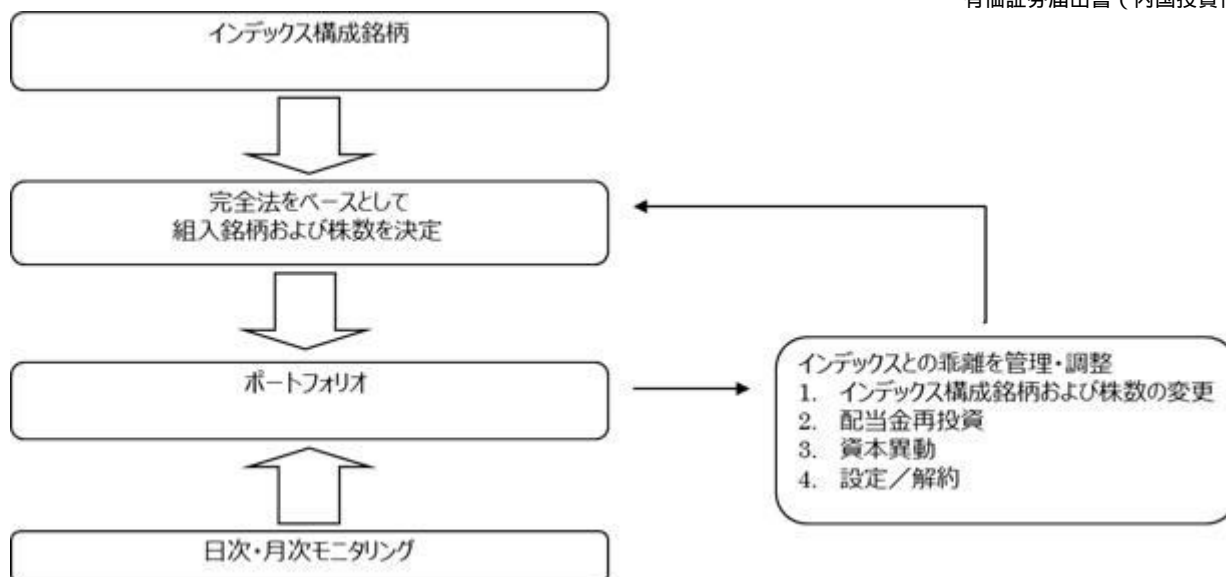 有価証券届出書(内国投資信
インデックス構成銘柄
完全法をベースとして
組入銘柄および株数を決定
ポートフォリオ
インデックスとの乖離を管理・調整
1. インデックス構成銘柄および株数の変更
2. 配当金再投資
3. 資本異動
4. 設定／解約
日次・月次モニタリング